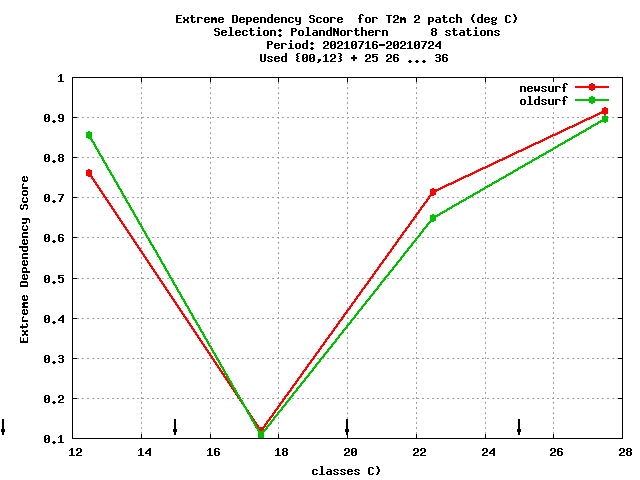 Extreme Dependency Score  for T2m 2 patch (deg C)
Selection: PolandNorthern      8 stations
Period: 20210716-20210724
Used {00,12} + 25 26 ... 36
newsurf
oldsurf
Extreme Dependency Score
1
0.9
0.8
0.7
0.6
0.5
0.4
0.3
0.2
0.1
12 14 16 18 20 22 24 26 28
classes C)